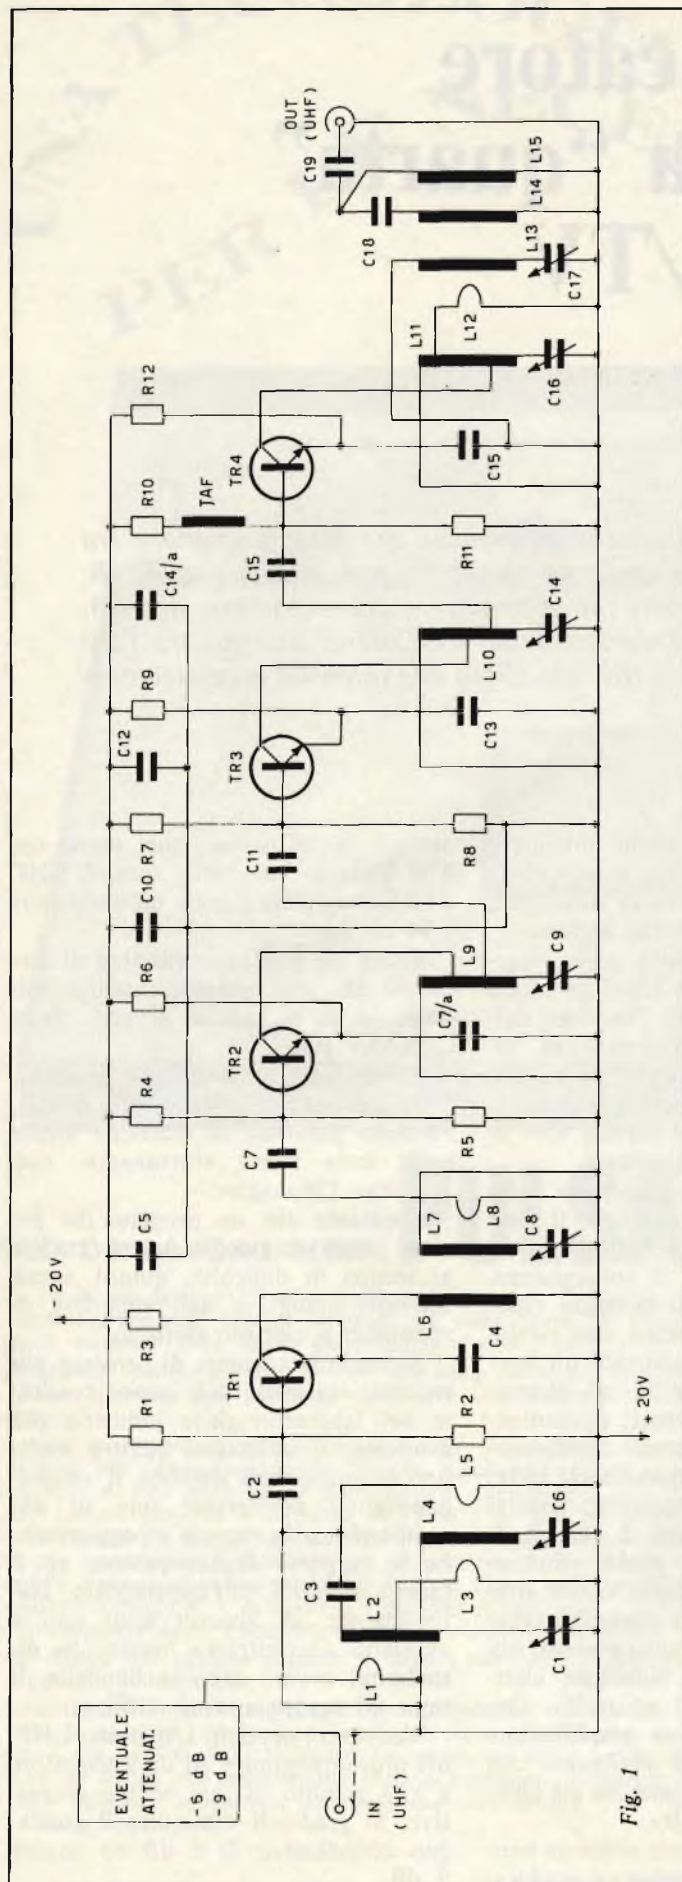 OUT
(UHF)
C19
L15
L14
C18
L13
C17
L12
L11
C16
R12
TR4
C15
R10
JAF
C14/a
C15
R11
C14
L10
R9
C12
TR3
C13
R7
C11
R8
C10
L9
C9
R6
C7/a
TR2
R4
C7
R5
C5
L7
L8
C8
- 20V
R3
L6
TR1
C4
R1
R2
+ 20V
C2
L5
L4
C6
C3
L2
L3
C1
L1
EVENTUALE
ATTENUAT.
-6 dB
-9 dB
IN
(UHF)
Fig. 1